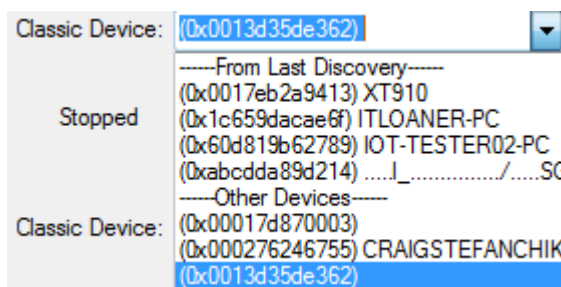 Classic Device: (0x0013d35de362)
------From Last Discovery------
(0x0017eb2a9413) XT910
Stopped
(0x1c659dacae6f) ITLOANER-PC
(0x60d819b62789) IOT-TESTER02-PC
(0xabcdda89d214) .....I_.............../.....SG
------Other Devices------
Classic Device:
(0x00017d870003)
(0x000276246755) CRAIGSTEFANCHIK
(0x0013d35de362)